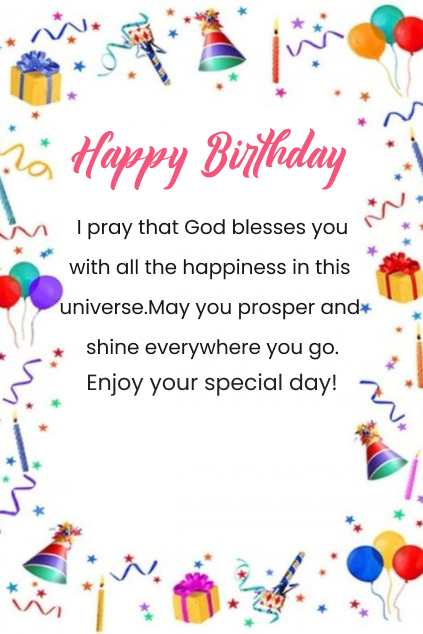 Happy Birthday
I pray that God blesses you
with all the happiness in this
universe.May you prosper and
shine everywhere you go.
Enjoy your special day!